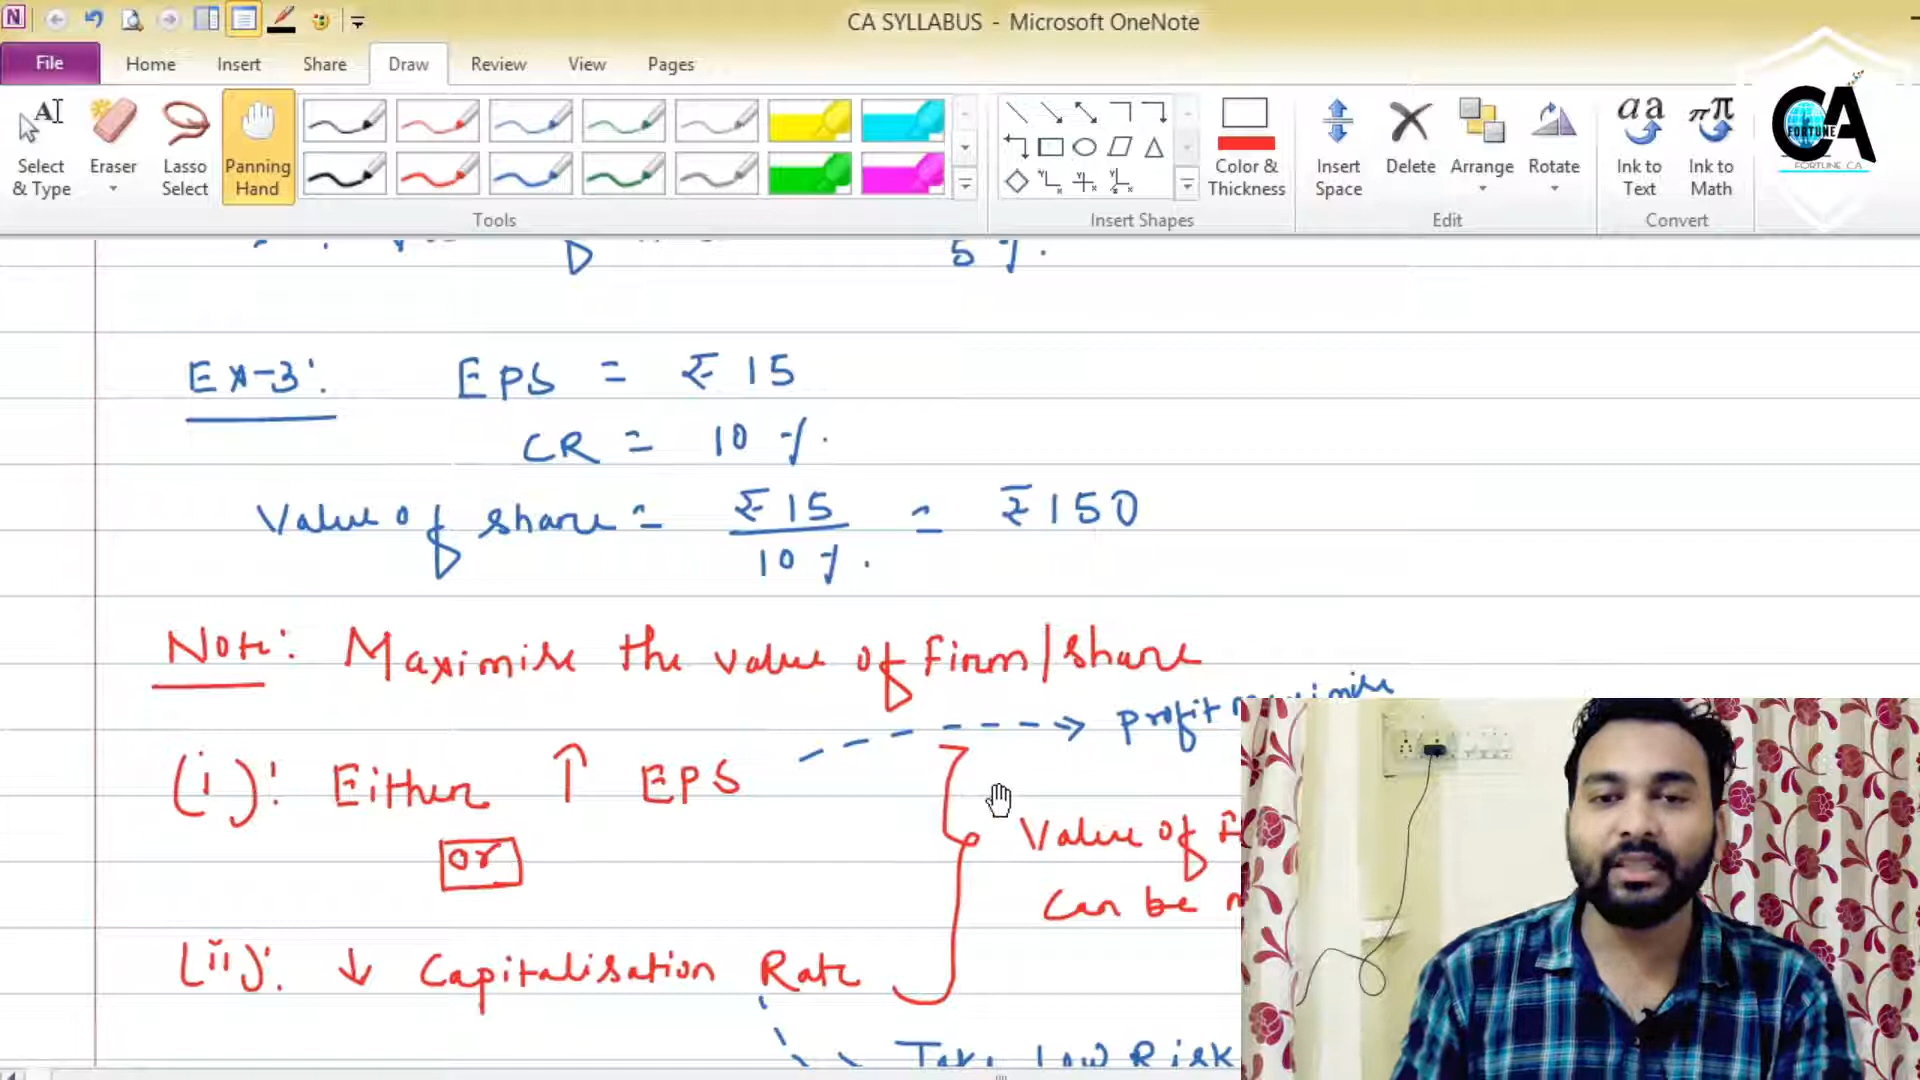 CA SYLLABUS - Microsoft OneNote
File Home Insert Share Draw Review View Pages
Select & Type
Eraser
Lasso Select
Panning Hand
Color & Thickness
Insert Space
Delete
Arrange
Rotate
Ink to Text
Ink to Math
Tools Insert Shapes Edit Convert
CA
FORTUNE
FORTUNE CA
5 %.
Ex-3: EPS = ₹ 15
CR = 10 %.
Value of share = ₹ 15 / 10 %. = ₹ 150
Note: Maximise the value of Firm/share
(i): Either ↑ EPS → profit
or
Value of
can be
(ii): ↓ Capitalisation Rate
Low Risk